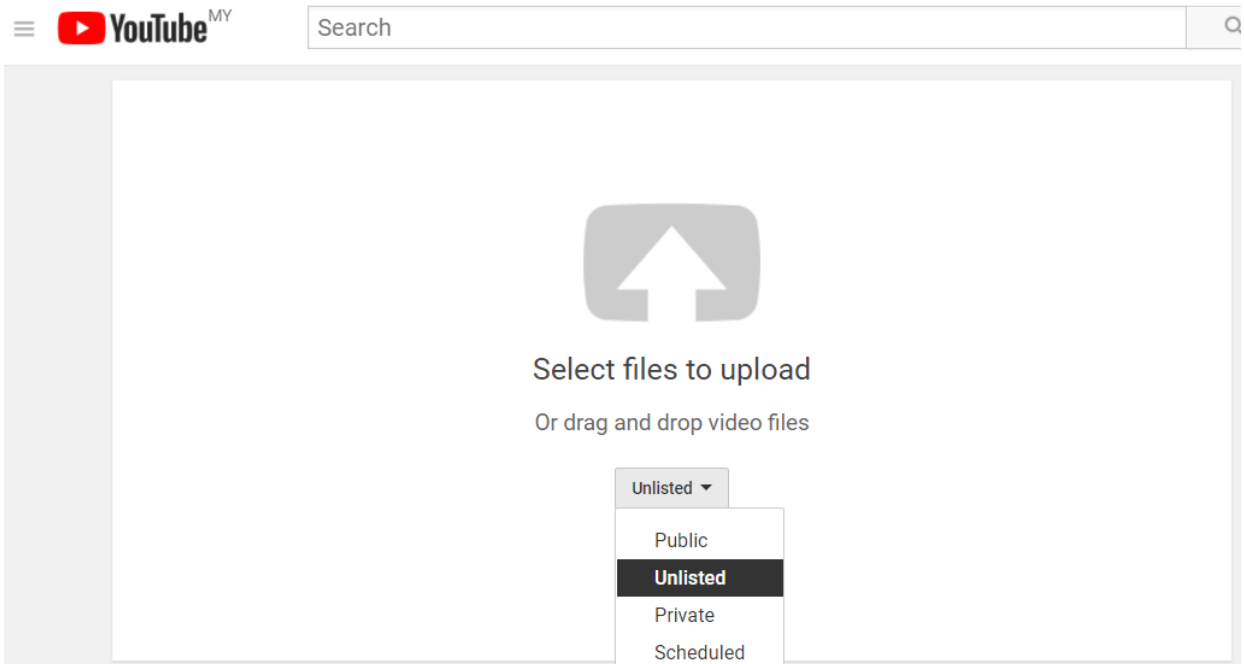 YouTube MY
Search
Select files to upload
Or drag and drop video files
Unlisted
Public
Unlisted
Private
Scheduled